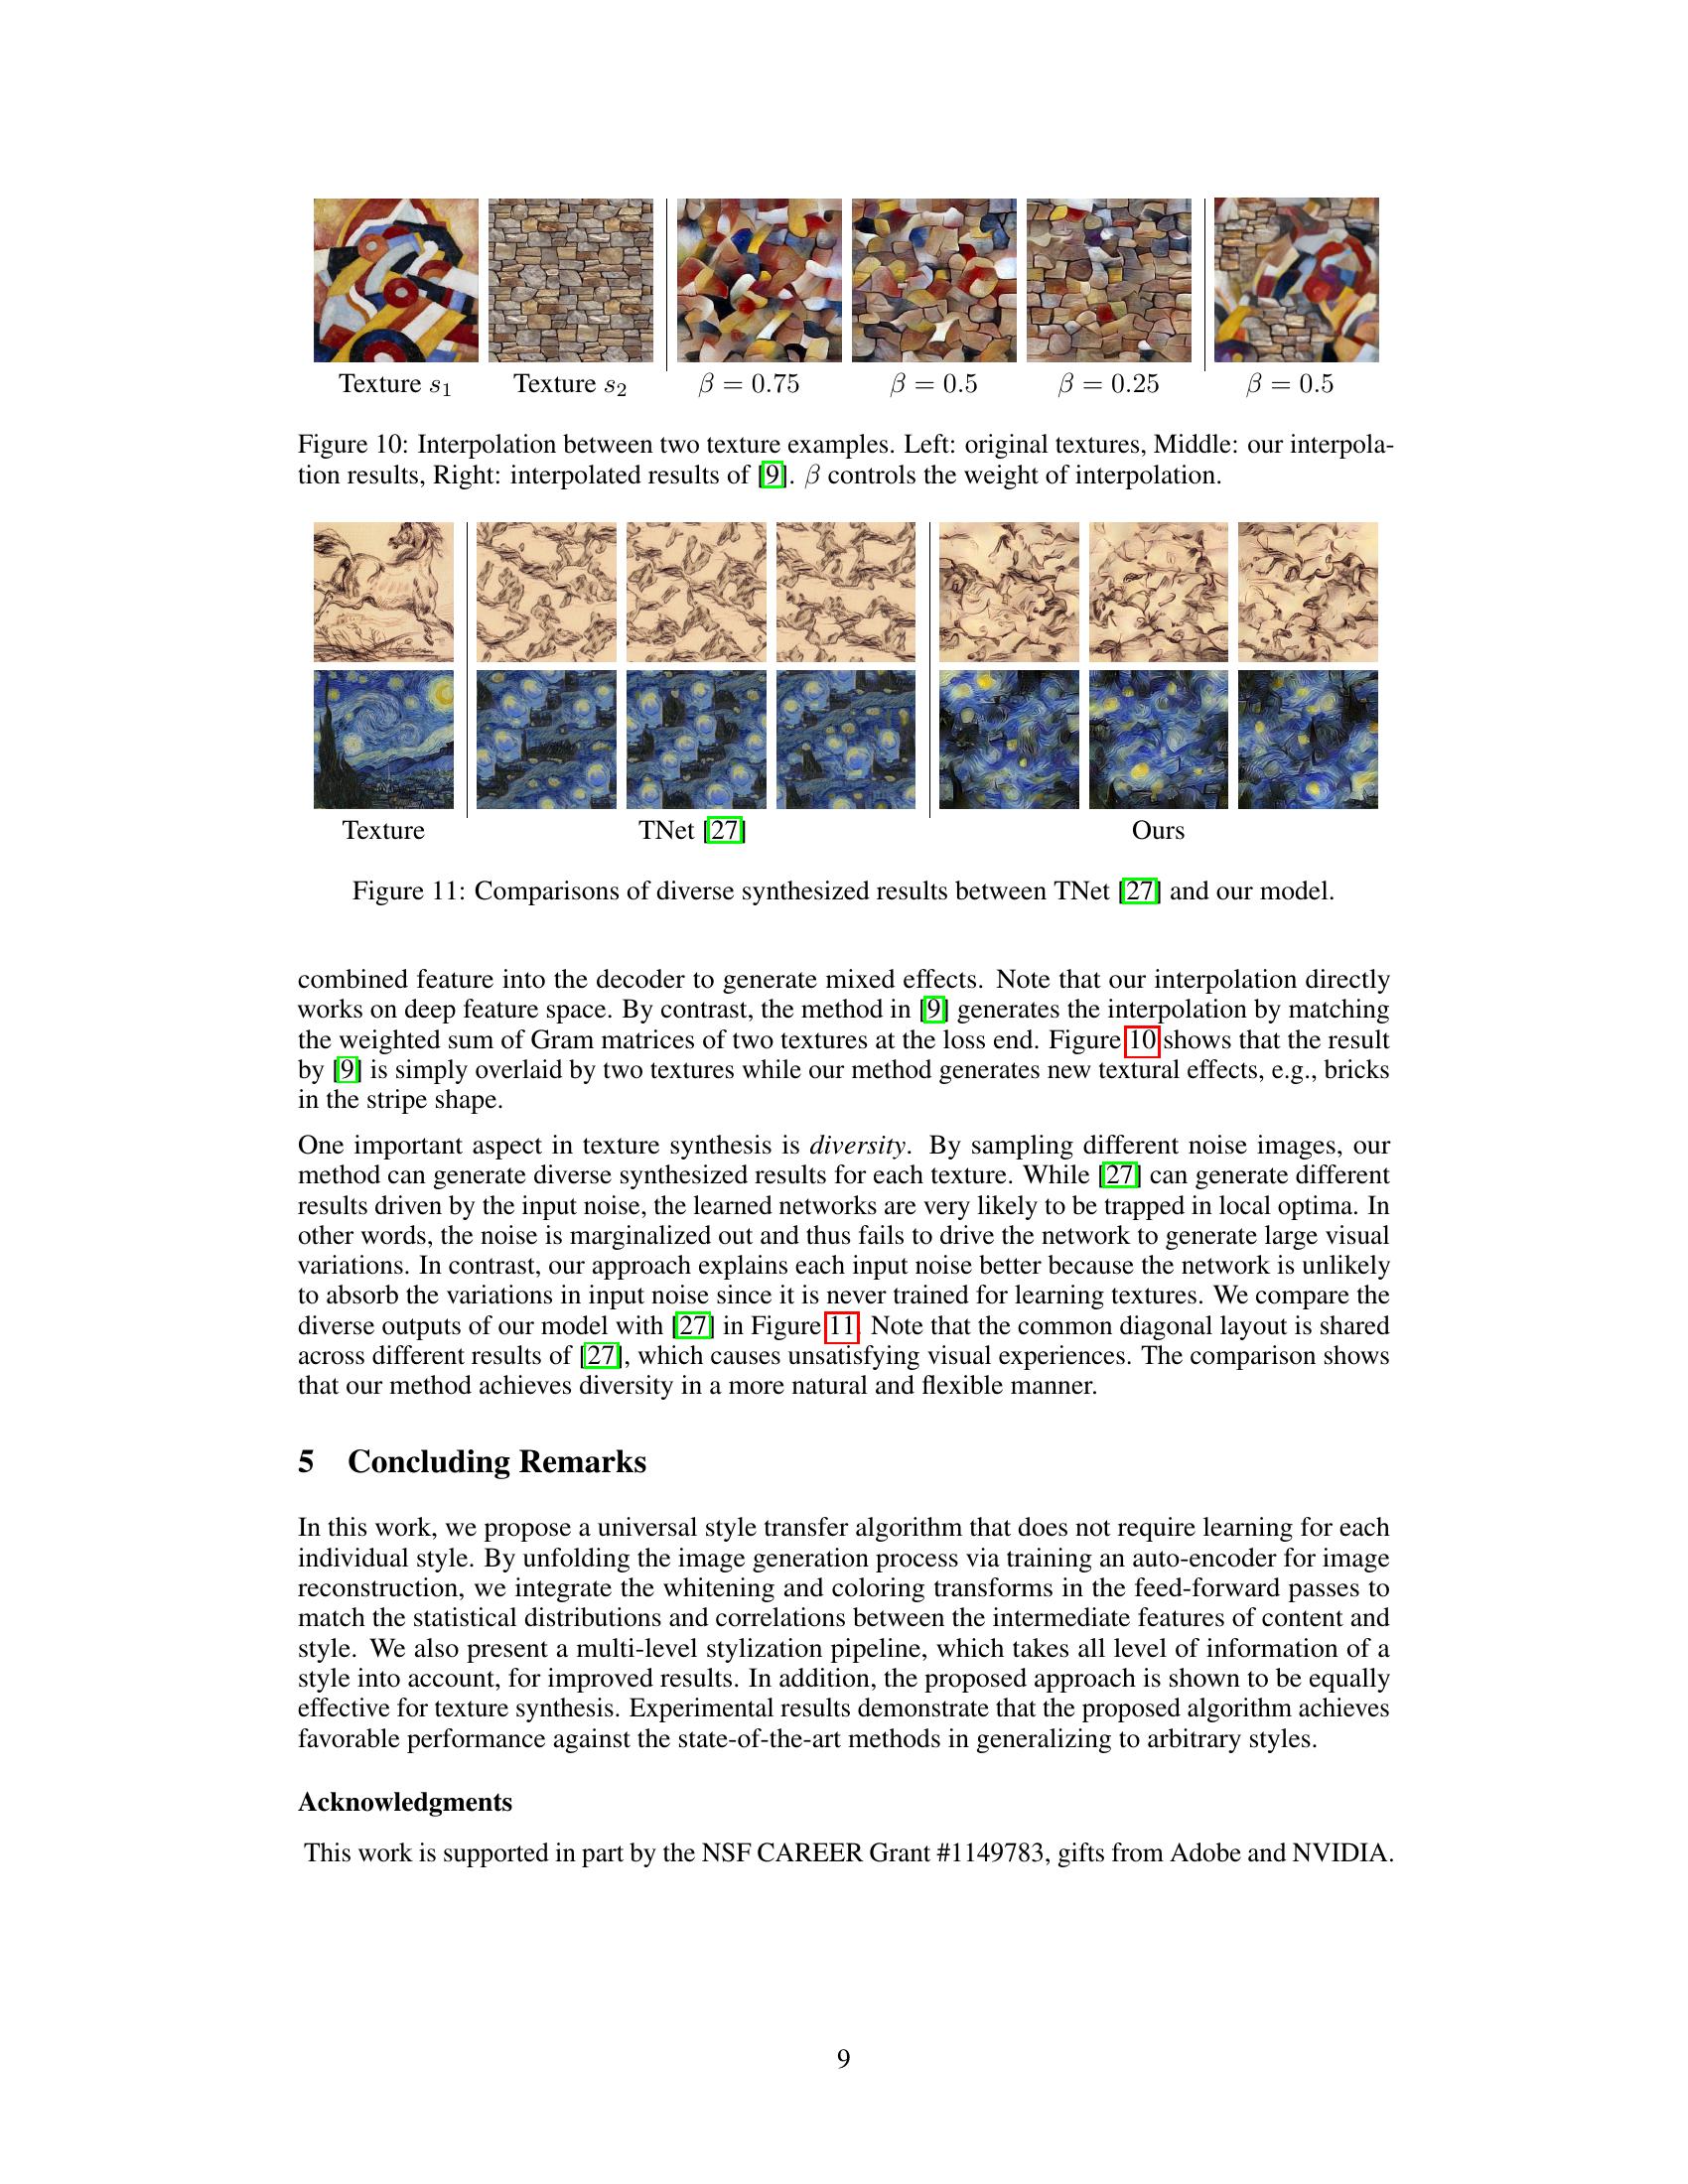 Texture s₁ Texture s₂ β = 0.75 β = 0.5 β = 0.25 β = 0.5
Figure 10: Interpolation between two texture examples. Left: original textures, Middle: our interpola-
tion results, Right: interpolated results of [9]. β controls the weight of interpolation.
Texture TNet [27] Ours
Figure 11: Comparisons of diverse synthesized results between TNet [27] and our model.
combined feature into the decoder to generate mixed effects. Note that our interpolation directly
works on deep feature space. By contrast, the method in [9] generates the interpolation by matching
the weighted sum of Gram matrices of two textures at the loss end. Figure 10 shows that the result
by [9] is simply overlaid by two textures while our method generates new textural effects, e.g., bricks
in the stripe shape.
One important aspect in texture synthesis is diversity. By sampling different noise images, our
method can generate diverse synthesized results for each texture. While [27] can generate different
results driven by the input noise, the learned networks are very likely to be trapped in local optima. In
other words, the noise is marginalized out and thus fails to drive the network to generate large visual
variations. In contrast, our approach explains each input noise better because the network is unlikely
to absorb the variations in input noise since it is never trained for learning textures. We compare the
diverse outputs of our model with [27] in Figure 11. Note that the common diagonal layout is shared
across different results of [27], which causes unsatisfying visual experiences. The comparison shows
that our method achieves diversity in a more natural and flexible manner.
5 Concluding Remarks
In this work, we propose a universal style transfer algorithm that does not require learning for each
individual style. By unfolding the image generation process via training an auto-encoder for image
reconstruction, we integrate the whitening and coloring transforms in the feed-forward passes to
match the statistical distributions and correlations between the intermediate features of content and
style. We also present a multi-level stylization pipeline, which takes all level of information of a
style into account, for improved results. In addition, the proposed approach is shown to be equally
effective for texture synthesis. Experimental results demonstrate that the proposed algorithm achieves
favorable performance against the state-of-the-art methods in generalizing to arbitrary styles.
Acknowledgments
This work is supported in part by the NSF CAREER Grant #1149783, gifts from Adobe and NVIDIA.
9